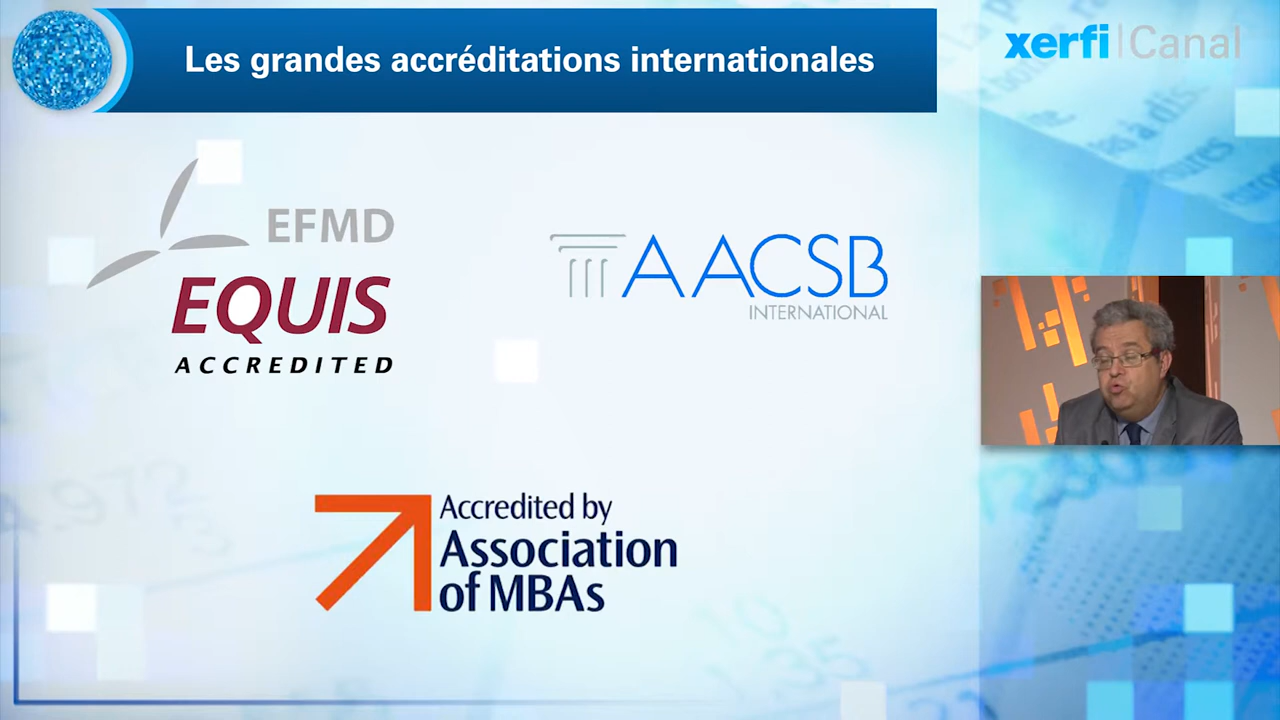 Les grandes accréditations internationales
xerfi Canal
EFMD
EQUIS
ACCREDITED
AACSB
INTERNATIONAL
Accredited by
Association
of MBAs